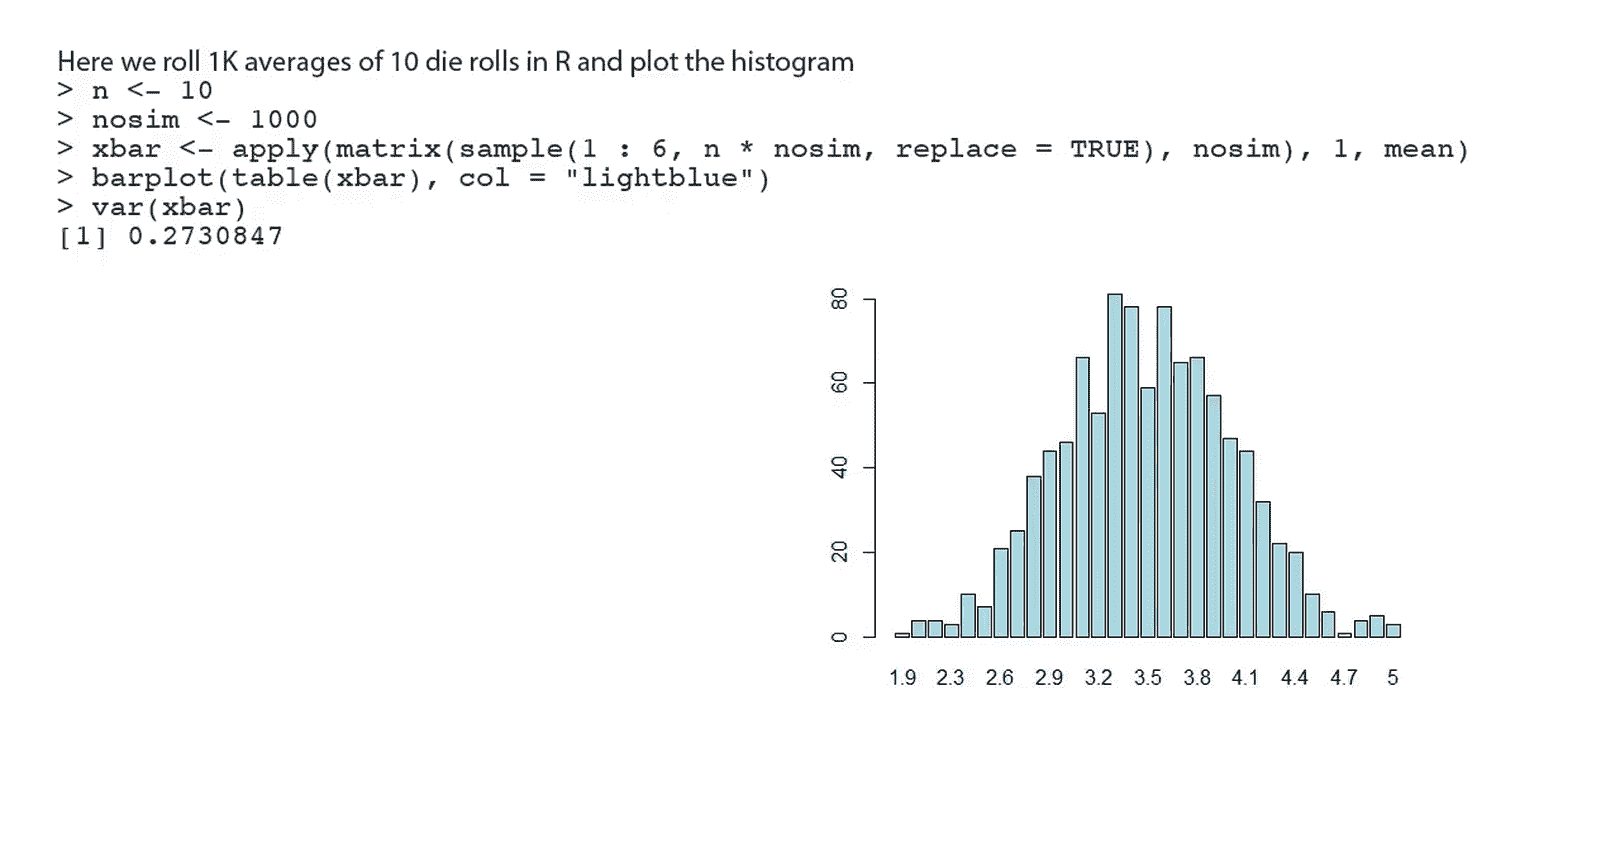 Here we roll 1K averages of 10 die rolls in R and plot the histogram
> n <- 10
> nosim <- 1000
> xbar <- apply(matrix(sample(1 : 6, n * nosim, replace = TRUE), nosim), 1, mean)
> barplot(table(xbar), col = "lightblue")
> var(xbar)
[1] 0.2730847
80
60
40
20
0
1.9 2.3 2.6 2.9 3.2 3.5 3.8 4.1 4.4 4.7 5